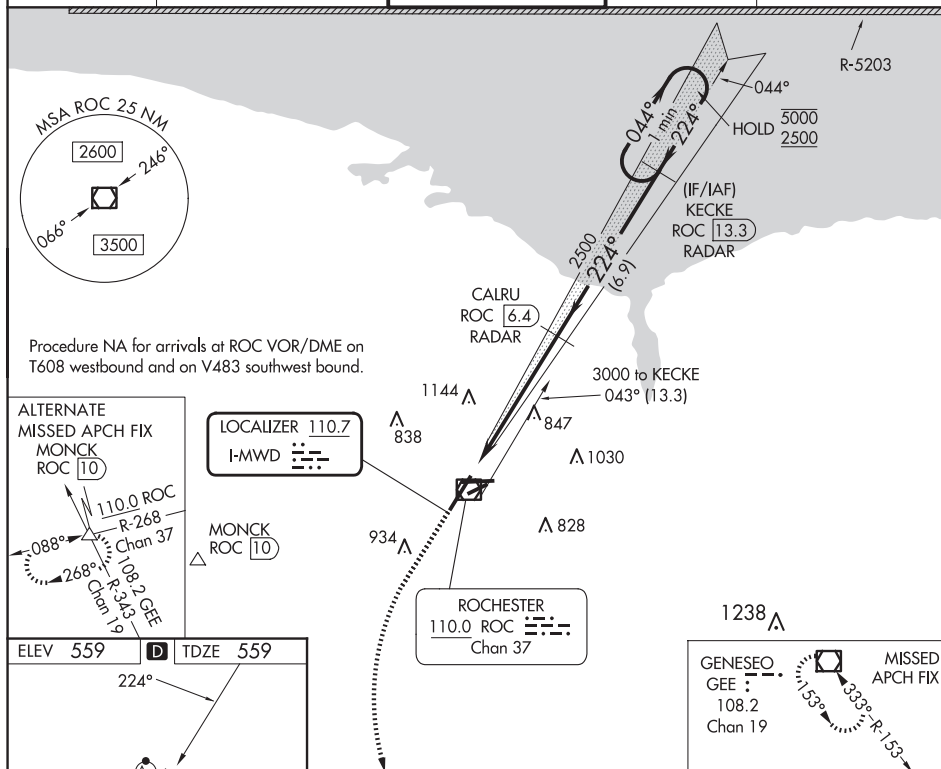 R-5203
MSA ROC 25 NM
2600
246°
066°
3500
044°
044°
1 min
224°
HOLD
5000
2500
(IF/IAF)
KECKE
ROC 13.3
RADAR
2500
224°
(6.9)
CALRU
ROC 6.4
RADAR
Procedure NA for arrivals at ROC VOR/DME on
T608 westbound and on V483 southwest bound.
3000 to KECKE
043° (13.3)
1144
838
847
1030
LOCALIZER 110.7
I-MWD
828
934
ALTERNATE
MISSED APCH FIX
MONCK
ROC 10
110.0 ROC
R-268
Chan 37
088°
268°
108.2 GEE
R-343
Chan 19
MONCK
ROC 10
ROCHESTER
110.0 ROC
Chan 37
1238
ELEV 559
D
TDZE 559
224°
GENESEO
GEE
108.2
Chan 19
MISSED
APCH FIX
153°
333°
R-153